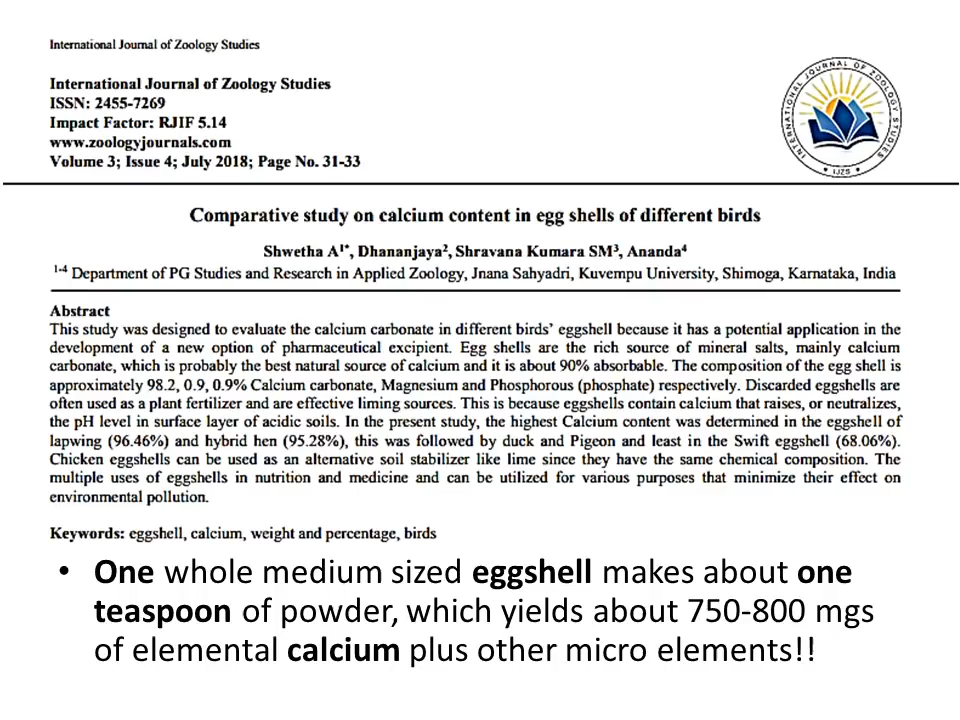 International Journal of Zoology Studies
International Journal of Zoology Studies
ISSN: 2455-7269
Impact Factor: RJIF 5.14
www.zoologyjournals.com
Volume 3; Issue 4; July 2018; Page No. 31-33
INTERNATIONAL JOURNAL OF ZOOLOGY STUDIES
• IJZS •
Comparative study on calcium content in egg shells of different birds
Shwetha A1*, Dhananjaya2, Shravana Kumara SM3, Ananda4
1-4 Department of PG Studies and Research in Applied Zoology, Jnana Sahyadri, Kuvempu University, Shimoga, Karnataka, India
Abstract
This study was designed to evaluate the calcium carbonate in different birds' eggshell because it has a potential application in the
development of a new option of pharmaceutical excipient. Egg shells are the rich source of mineral salts, mainly calcium
carbonate, which is probably the best natural source of calcium and it is about 90% absorbable. The composition of the egg shell is
approximately 98.2, 0.9, 0.9% Calcium carbonate, Magnesium and Phosphorous (phosphate) respectively. Discarded eggshells are
often used as a plant fertilizer and are effective liming sources. This is because eggshells contain calcium that raises, or neutralizes,
the pH level in surface layer of acidic soils. In the present study, the highest Calcium content was determined in the eggshell of
lapwing (96.46%) and hybrid hen (95.28%), this was followed by duck and Pigeon and least in the Swift eggshell (68.06%).
Chicken eggshells can be used as an alternative soil stabilizer like lime since they have the same chemical composition. The
multiple uses of eggshells in nutrition and medicine and can be utilized for various purposes that minimize their effect on
environmental pollution.
Keywords: eggshell, calcium, weight and percentage, birds
• One whole medium sized eggshell makes about one
teaspoon of powder, which yields about 750-800 mgs
of elemental calcium plus other micro elements!!